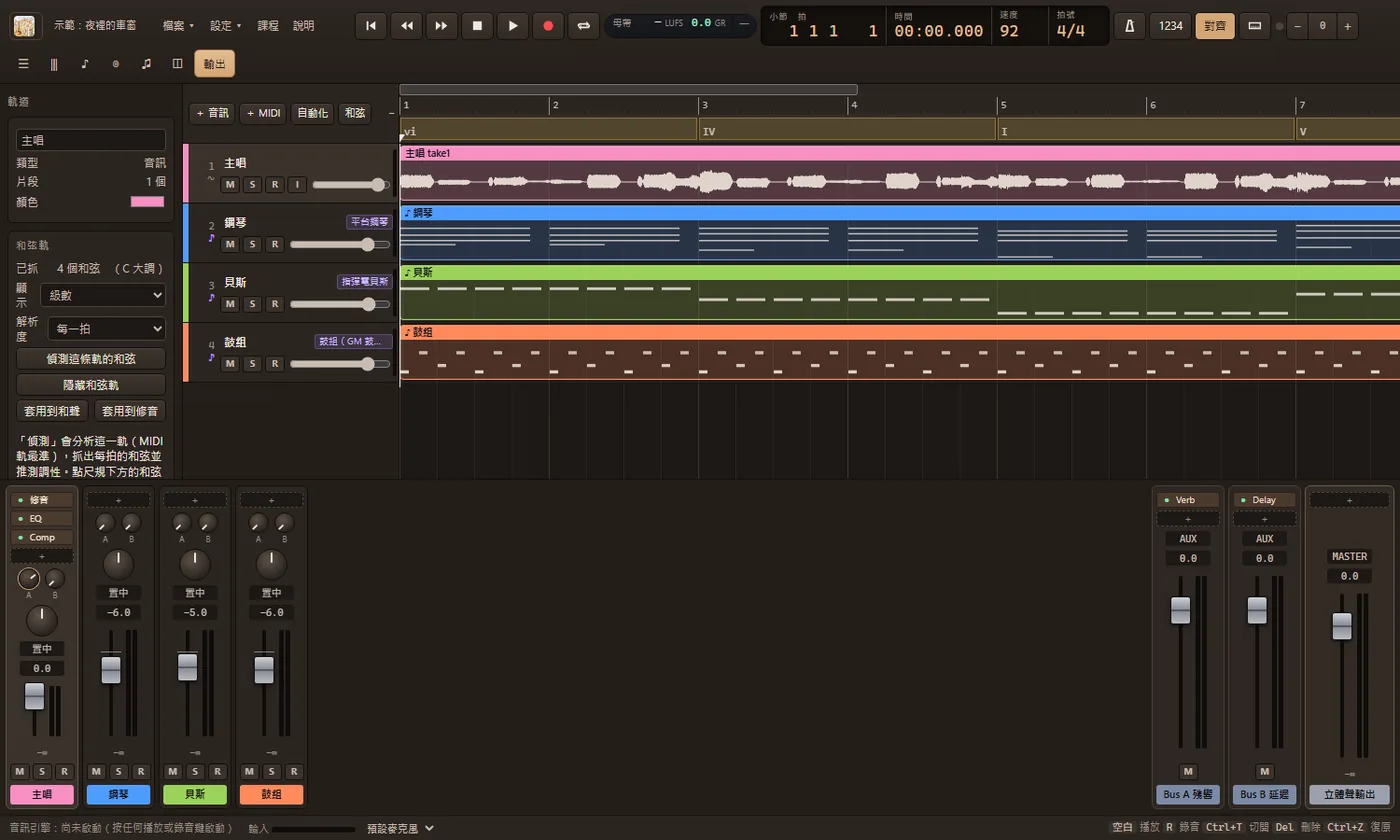 示範：夜裡的車窗 檔案 ▾ 設定 ▾ 課程 說明
母帶 — LUFS 0.0 GR —
小節 拍 1 1 1 1
時間 00:00.000
速度 92
拍號 4/4
1234 對齊 − 0 +
輸出
軌道
主唱
類型 音訊
片段 1 個
顏色
和弦軌
已抓 4 個和弦 （C 大調）
顯示 級數
解析度 每一拍
偵測這條軌的和弦
隱藏和弦軌
套用到和聲 套用到修音
「偵測」會分析這一軌（MIDI
軌最準），抓出每拍的和弦並
推測調性。點尺規下方的和弦
+ 音訊 + MIDI 自動化 和弦 −
1 2 3 4 5 6 7
vi IV I V
1 主唱
M S R I
主唱 take1
2 鋼琴 平台鋼琴
M S R
♪ 鋼琴
3 貝斯 指彈電貝斯
M S R
♪ 貝斯
4 鼓組 鼓組（GM 鼓…
M S R
♪ 鼓組
修音
EQ
Comp
+
A B
置中
0.0
-∞
M S R
主唱
+
A B
置中
−6.0
-∞
M S R
鋼琴
+
A B
置中
−5.0
-∞
M S R
貝斯
+
A B
置中
−6.0
-∞
M S R
鼓組
Verb
+
AUX
0.0
M
Bus A 殘響
Delay
+
AUX
0.0
M
Bus B 延遲
+
MASTER
0.0
-∞
立體聲輸出
音訊引擎：尚未啟動（按任何播放或錄音鍵啟動） 輸入 預設麥克風
空白 播放 R 錄音 Ctrl+T 切開 Del 刪除 Ctrl+Z 復原